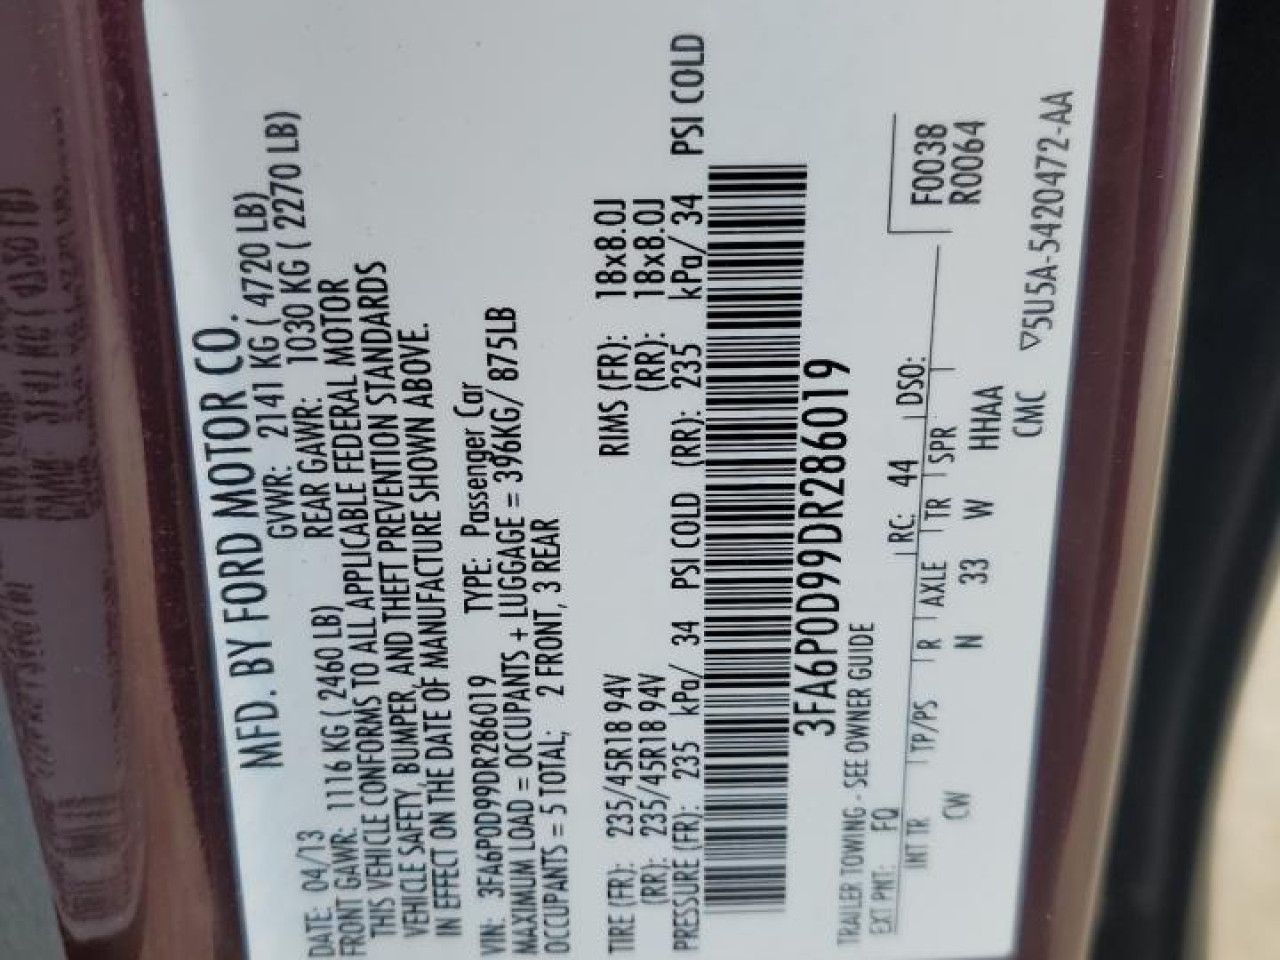 MFD. BY FORD MOTOR CO.
DATE: 04/13 GVWR: 2141 KG ( 4720 LB)
FRONT GAWR: 1116 KG ( 2460 LB) REAR GAWR: 1030 KG ( 2270 LB)
THIS VEHICLE CONFORMS TO ALL APPLICABLE FEDERAL MOTOR
VEHICLE SAFETY, BUMPER, AND THEFT PREVENTION STANDARDS
IN EFFECT ON THE DATE OF MANUFACTURE SHOWN ABOVE.
VIN: 3FA6P0D99DR286019 TYPE: Passenger Car
MAXIMUM LOAD = OCCUPANTS + LUGGAGE = 396KG/ 875LB
OCCUPANTS = 5 TOTAL; 2 FRONT, 3 REAR
TIRE (FR): 235/45R18 94V RIMS (FR): 18x8.0J
(RR): 235/45R18 94V (RR): 18x8.0J
PRESSURE (FR): 235 kPa/ 34 PSI COLD (RR): 235 kPa/ 34 PSI COLD
3FA6P0D99DR286019
TRAILER TOWING - SEE OWNER GUIDE
EXT PNT: FQ RC: 44 DSO: F0038
INT TR TP/PS R AXLE TR SPR R0064
CW N 33 W HHAA
CMC ▽5U5A-5420472-AA